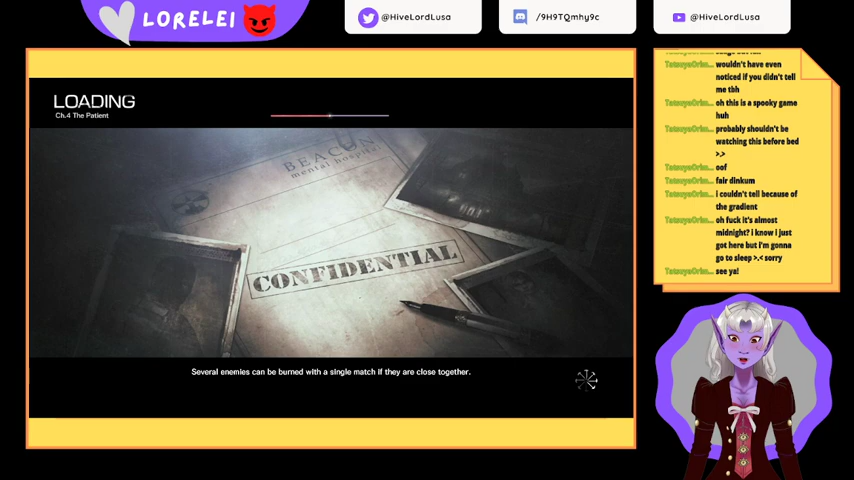 LORELEI
@HiveLordLusa
/9H9TQmhy9c
@HiveLordLusa
LOADING
Ch.4 The Patient
BEACON
mental hospital
CONFIDENTIAL
Several enemies can be burned with a single match if they are close together.
wouldn't have even
noticed if you didn't tell
me tbh
oh this is a spooky game
huh
probably shouldn't be
watching this before bed
>.>
oof
fair dinkum
i couldn't tell because of
the gradient
oh fuck it's almost
midnight? i know i just
got here but i'm gonna
go to sleep >.< sorry
see ya!